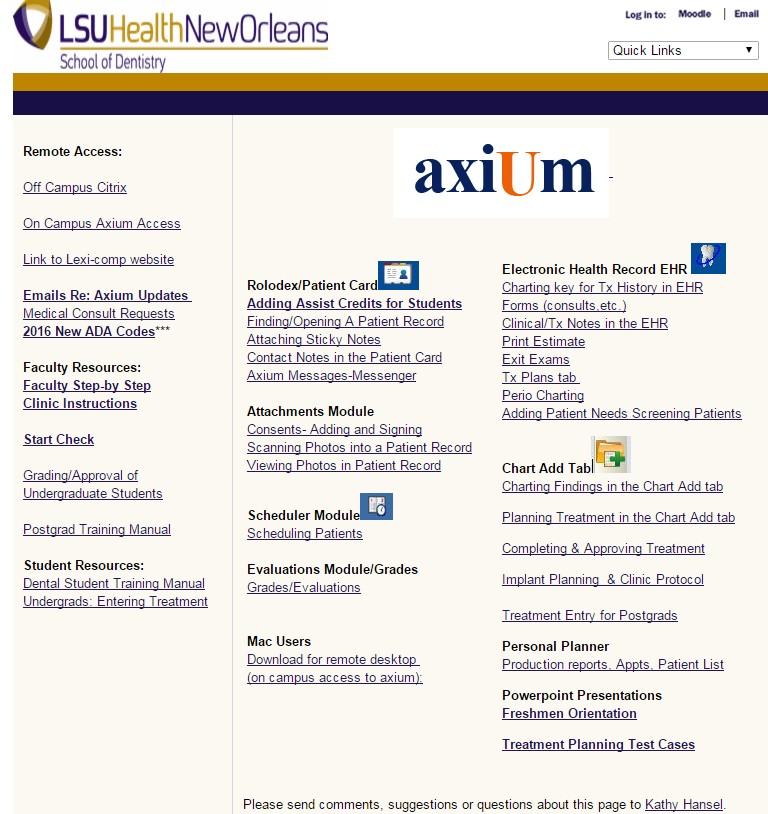 LSUHealthNewOrleans
School of Dentistry
Log in to: Moodle | Email
Quick Links
Remote Access:
Off Campus Citrix
On Campus Axium Access
Link to Lexi-comp website
Emails Re: Axium Updates
Medical Consult Requests
2016 New ADA Codes***
Faculty Resources:
Faculty Step-by Step
Clinic Instructions
Start Check
Grading/Approval of
Undergraduate Students
Postgrad Training Manual
Student Resources:
Dental Student Training Manual
Undergrads: Entering Treatment
axiUm
Rolodex/Patient Card
Adding Assist Credits for Students
Finding/Opening A Patient Record
Attaching Sticky Notes
Contact Notes in the Patient Card
Axium Messages-Messenger
Attachments Module
Consents- Adding and Signing
Scanning Photos into a Patient Record
Viewing Photos in Patient Record
Scheduler Module
Scheduling Patients
Evaluations Module/Grades
Grades/Evaluations
Mac Users
Download for remote desktop
(on campus access to axium):
Electronic Health Record EHR
Charting key for Tx History in EHR
Forms (consults,etc.)
Clinical/Tx Notes in the EHR
Print Estimate
Exit Exams
Tx Plans tab
Perio Charting
Adding Patient Needs Screening Patients
Chart Add Tab
Charting Findings in the Chart Add tab
Planning Treatment in the Chart Add tab
Completing & Approving Treatment
Implant Planning & Clinic Protocol
Treatment Entry for Postgrads
Personal Planner
Production reports, Appts, Patient List
Powerpoint Presentations
Freshmen Orientation
Treatment Planning Test Cases
Please send comments, suggestions or questions about this page to Kathy Hansel.